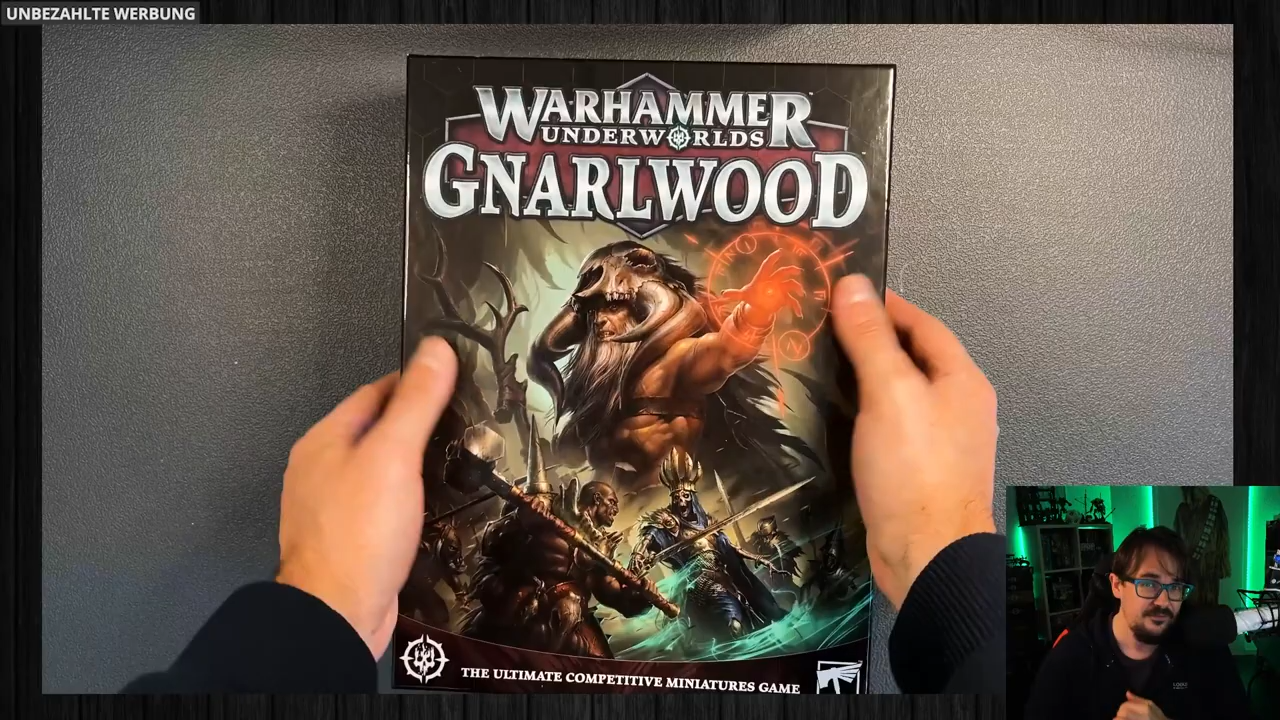 UNBEZAHLTE WERBUNG
WARHAMMER
UNDERWORLDS
GNARLWOOD
THE ULTIMATE COMPETITIVE MINIATURES GAME